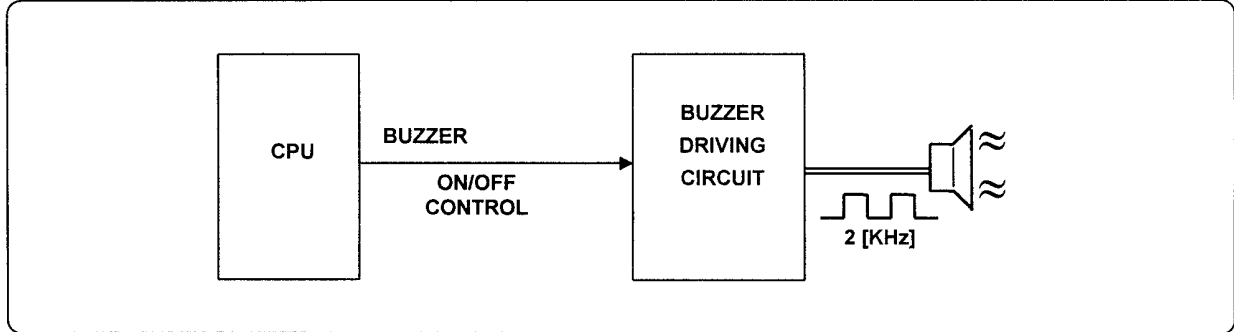 CPU
BUZZER
ON/OFF
CONTROL
BUZZER
DRIVING
CIRCUIT
2 [KHz]